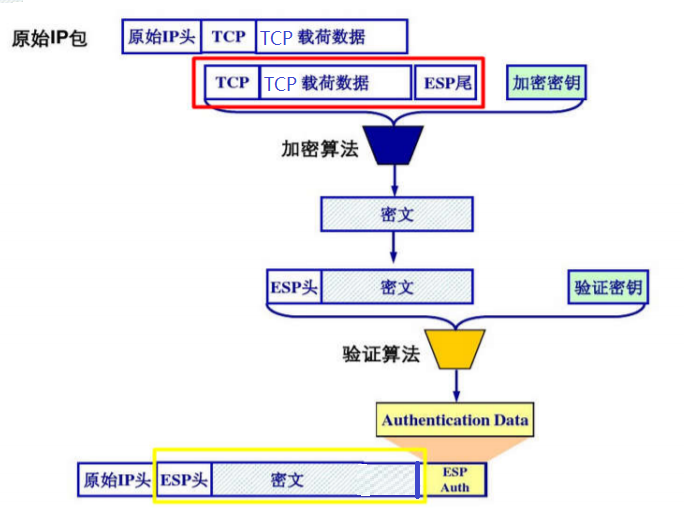 原始IP包 原始IP头 TCP TCP 载荷数据
TCP TCP 载荷数据 ESP尾 加密密钥
加密算法
密文
ESP头 密文 验证密钥
验证算法
Authentication Data
原始IP头 ESP头 密文 ESP
Auth